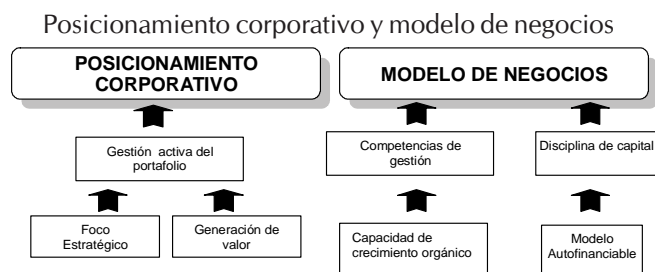 Posicionamiento corporativo y modelo de negocios
POSICIONAMIENTO
CORPORATIVO
MODELO DE NEGOCIOS
Gestión activa del
portafolio
Competencias de
gestión
Disciplina de capital
Foco
Estratégico
Generación de
valor
Capacidad de
crecimiento orgánico
Modelo
Autofinanciable